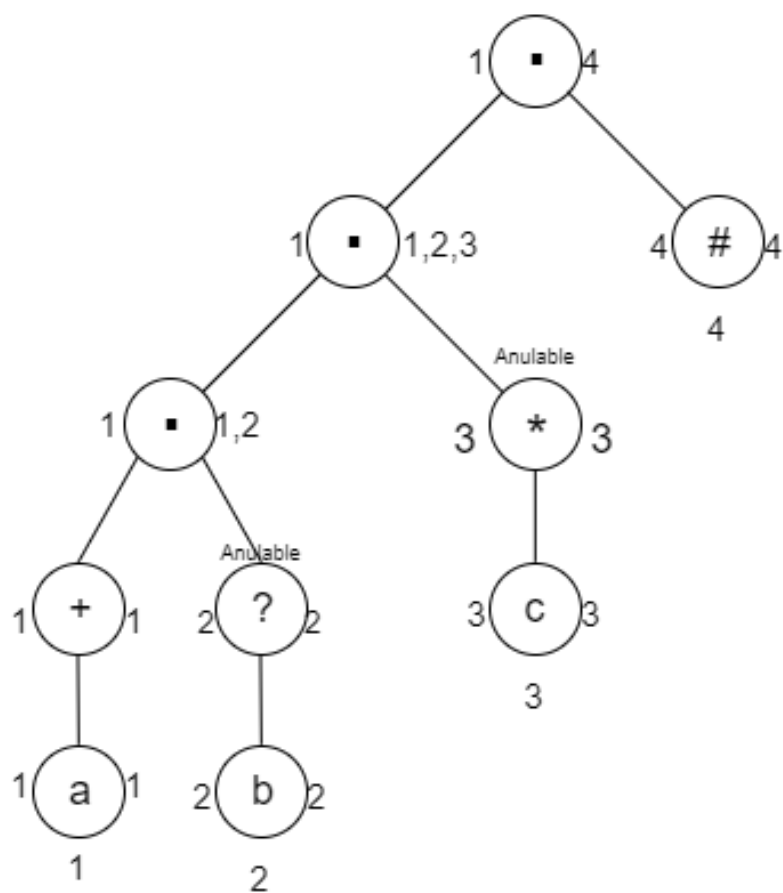 1 ▪ 4
1 ▪ 1,2,3
4 # 4
4
Anulable
1 ▪ 1,2
3 * 3
Anulable
1 + 1
2 ? 2
3 c 3
3
1 a 1
2 b 2
1
2